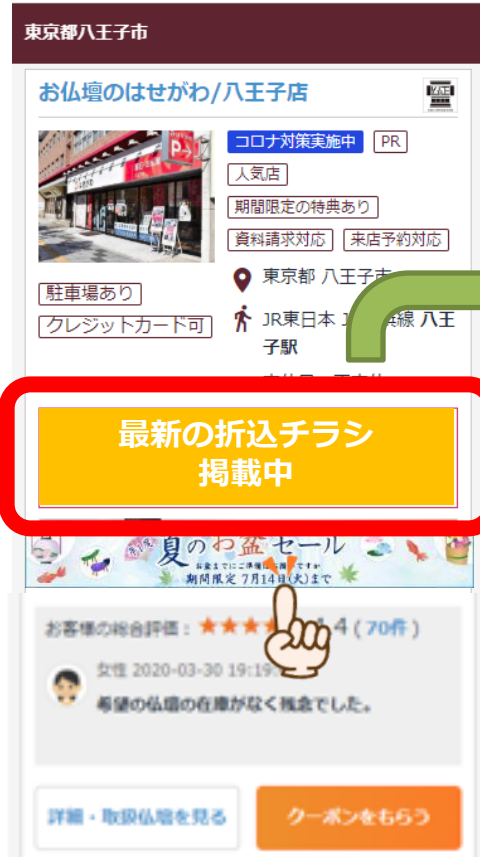 東京都八王子市
お仏壇のはせがわ/八王子店
コロナ対策実施中 PR
人気店
期間限定の特典あり
資料請求対応 来店予約対応
駐車場あり
クレジットカード可
東京都 八王子市
JR東日本 線 八王
子駅
最新の折込チラシ
掲載中
夏のお盆セール
期間限定 7月14日(火)まで
お客様の総合評価：★★★ 4 (70件)
女性 2020-03-30 19:19
希望の仏壇の在庫がなく残念でした。
詳細・取扱仏壇を見る クーポンをもらう